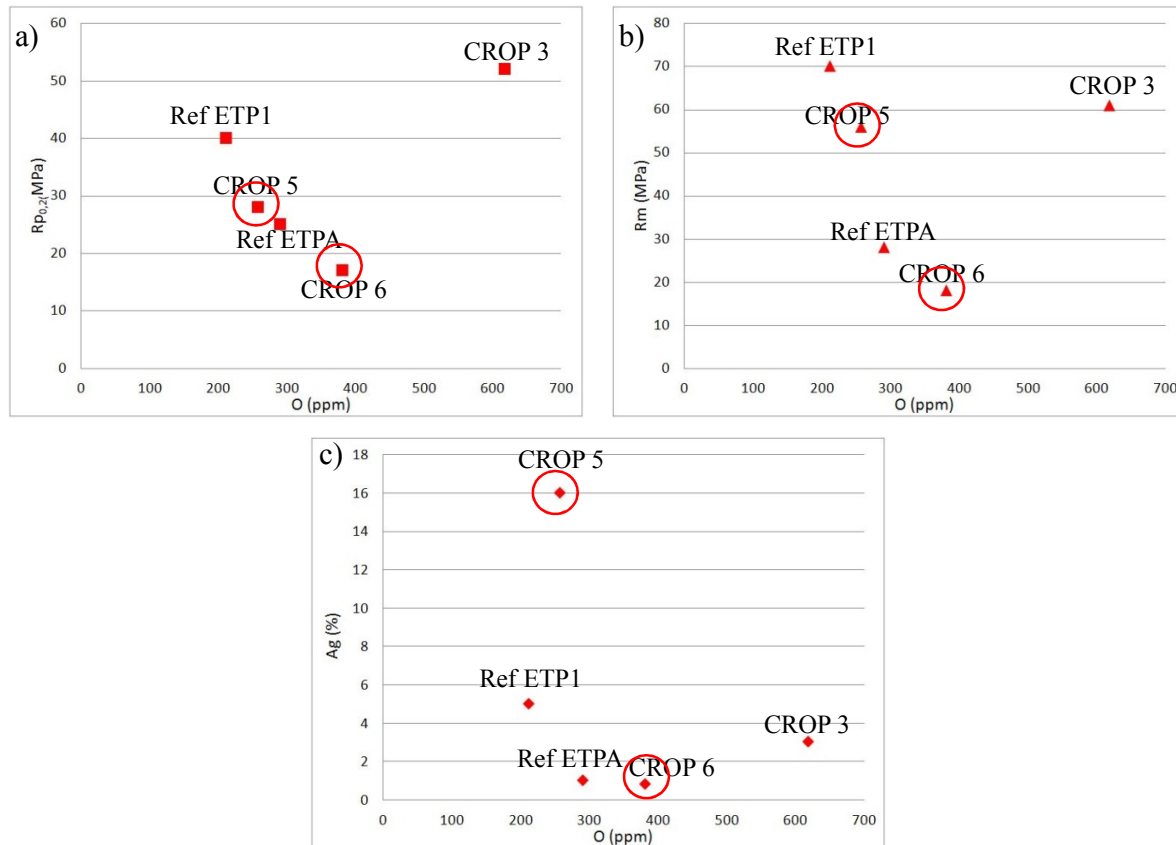 a)
60
50
40
30
20
10
0
Rp0,2(MPa)
CROP 3
Ref ETP1
CROP 5
Ref ETPA
CROP 6
0 100 200 300 400 500 600 700
O (ppm)
b)
80
70
60
50
40
30
20
10
0
Rm (MPa)
Ref ETP1
CROP 3
CROP 5
Ref ETPA
CROP 6
0 100 200 300 400 500 600 700
O (ppm)
c)
18
16
14
12
10
8
6
4
2
0
Ag (%)
CROP 5
Ref ETP1
CROP 3
Ref ETPA
CROP 6
0 100 200 300 400 500 600 700
O (ppm)